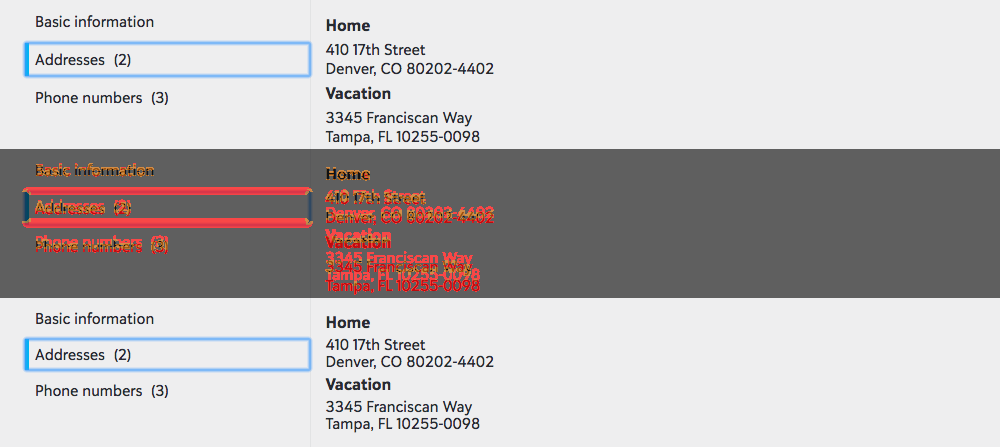 Basic information
Addresses (2)
Phone numbers (3)
Home
410 17th Street
Denver, CO 80202-4402
Vacation
3345 Franciscan Way
Tampa, FL 10255-0098
Basic information
Addresses (2)
Phone numbers (3)
Home
410 17th Street
Denver, CO 80202-4402
Vacation
3345 Franciscan Way
Tampa, FL 10255-0098
Basic information
Addresses (2)
Phone numbers (3)
Home
410 17th Street
Denver, CO 80202-4402
Vacation
3345 Franciscan Way
Tampa, FL 10255-0098